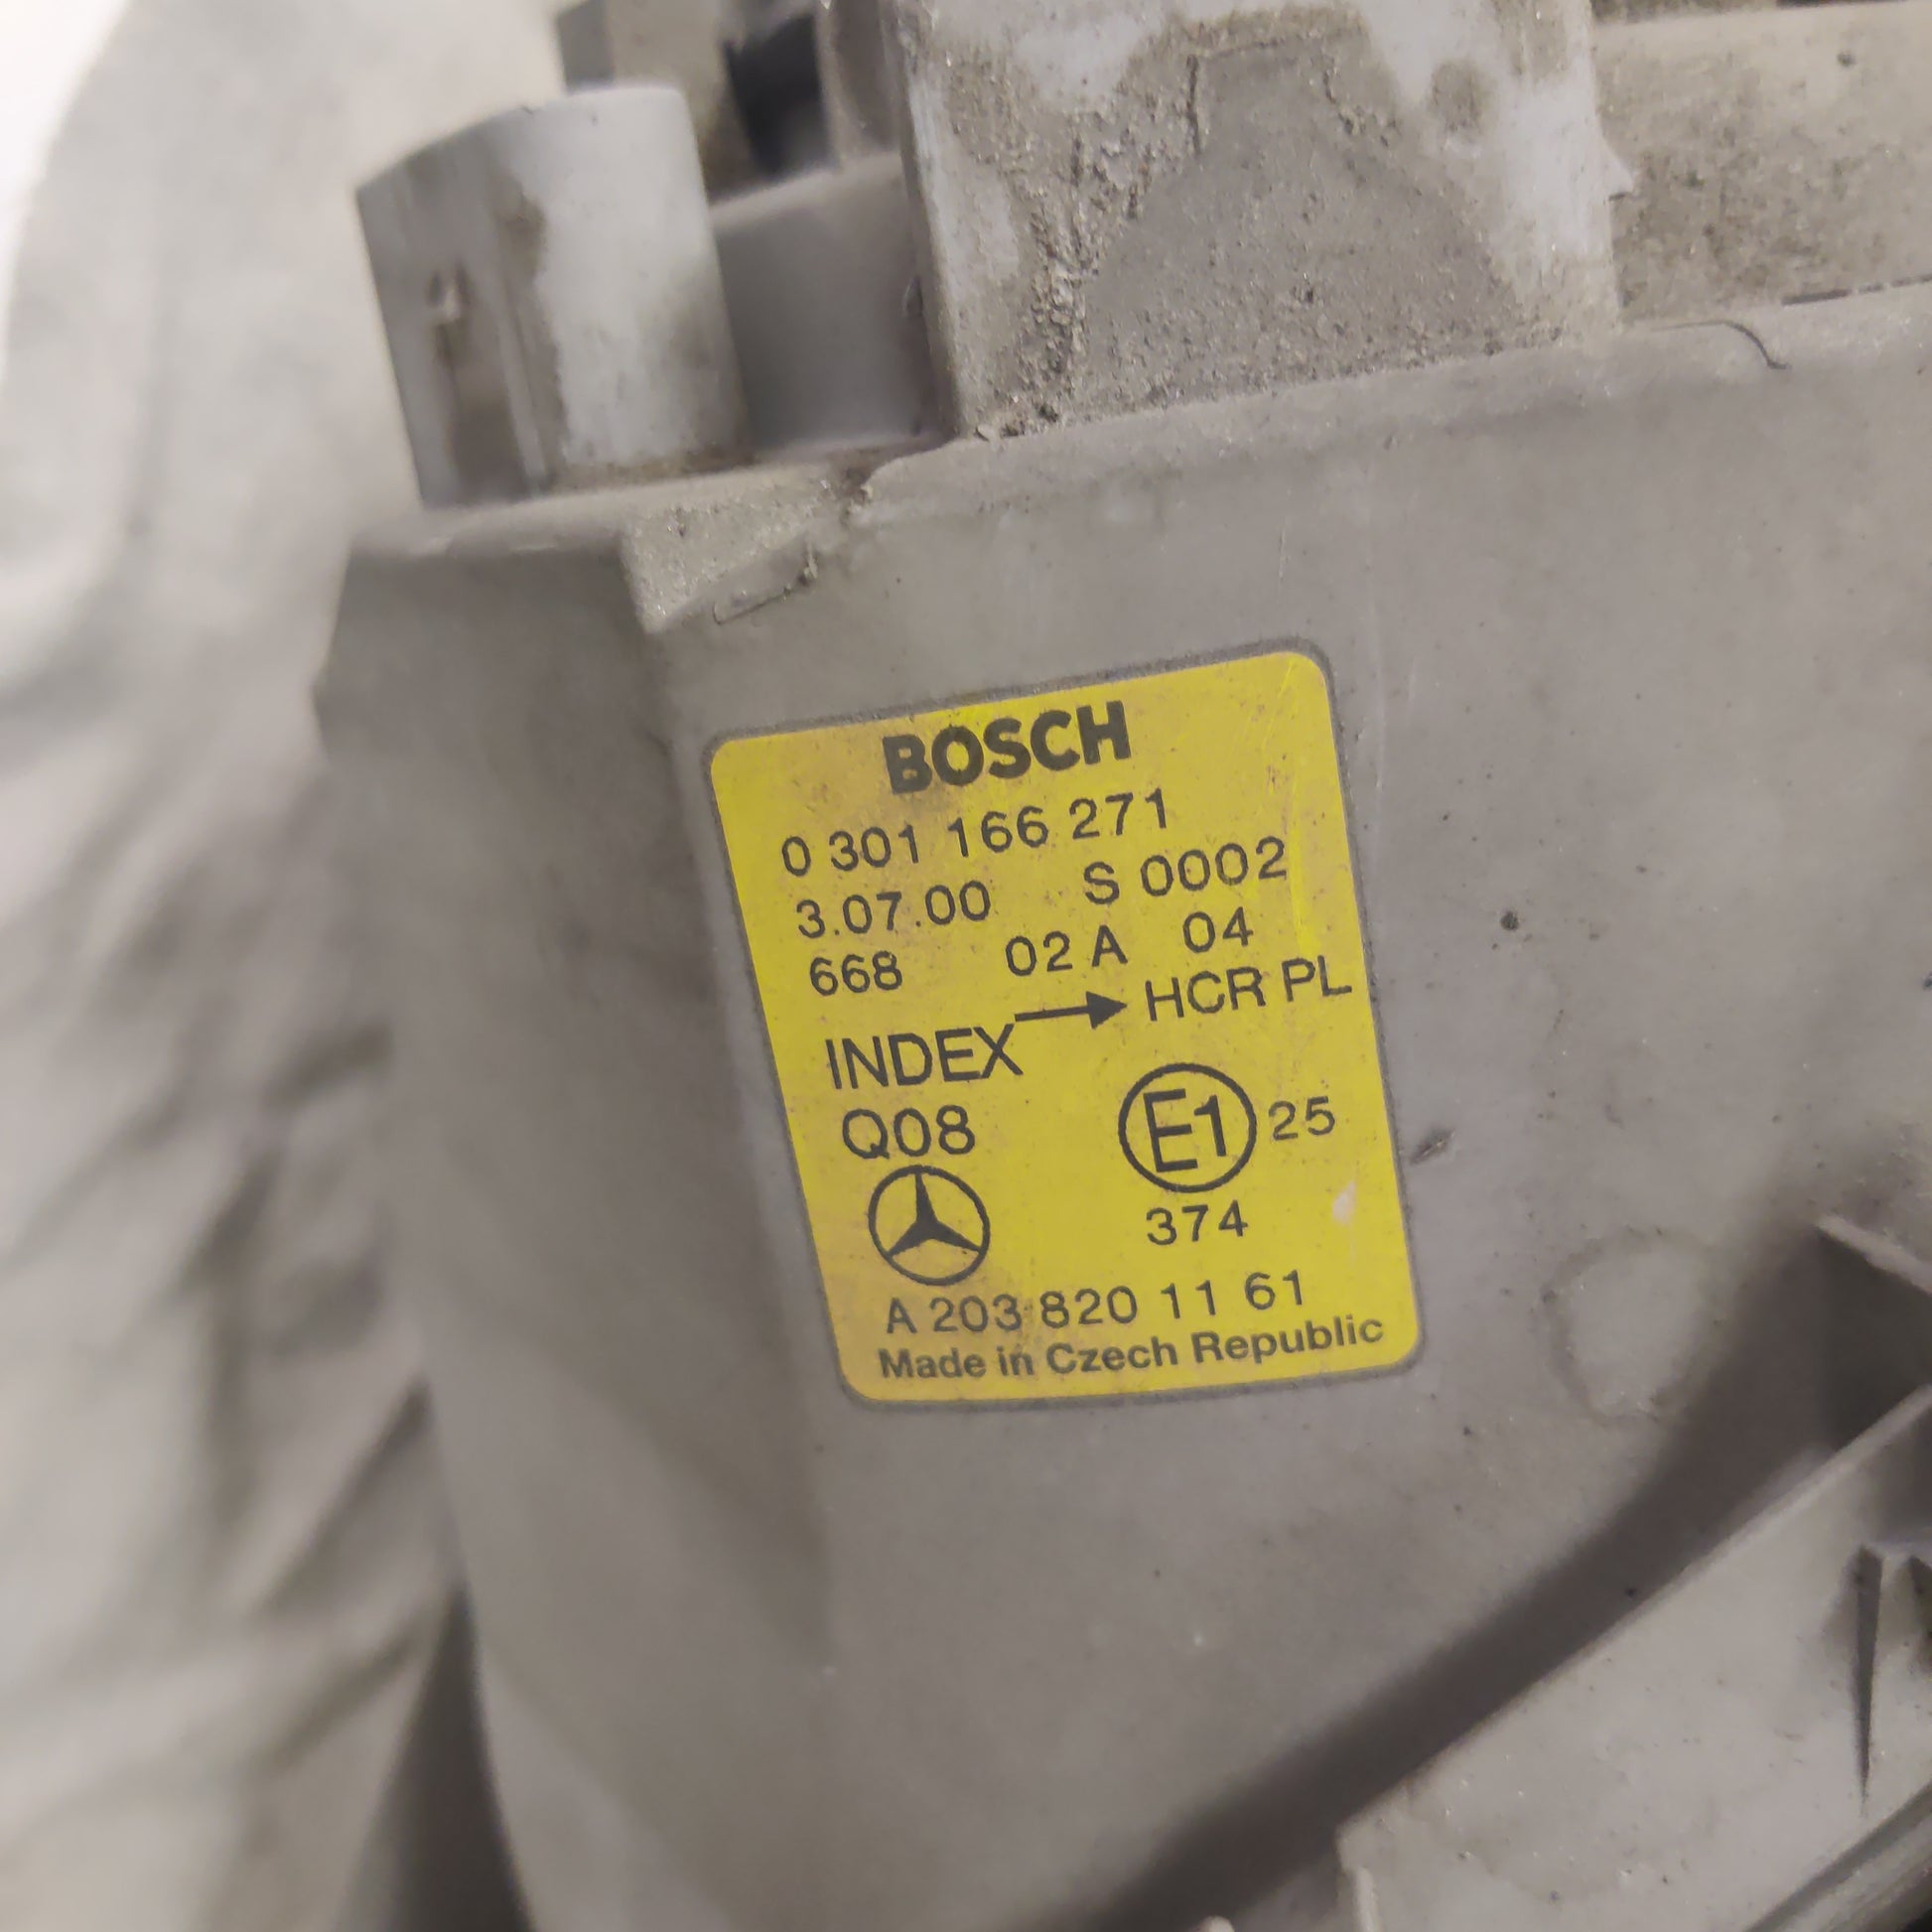 BOSCH
0 301 166 271
3.07.00 S 0002
668 02 A 04
INDEX → HCR PL
Q08 E1 25
374
A 203 820 11 61
Made in Czech Republic